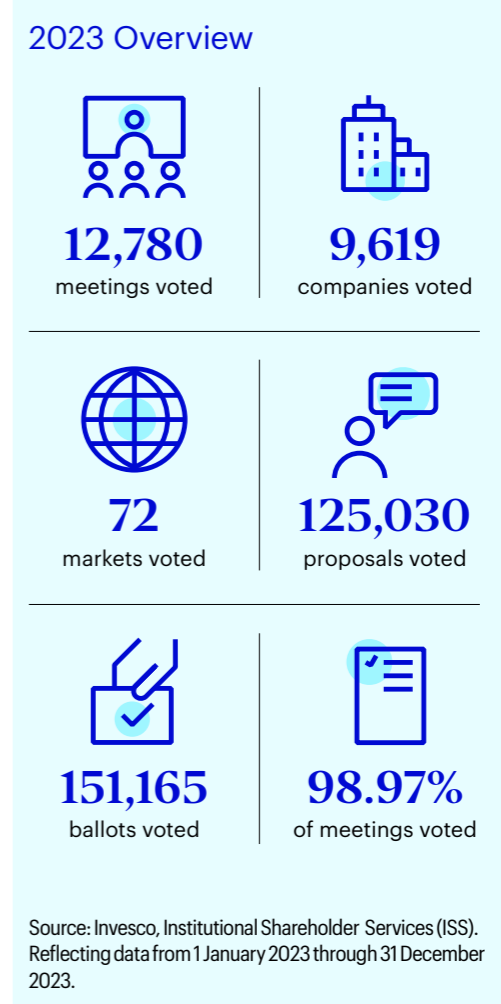 2023 Overview
12,780
meetings voted
9,619
companies voted
72
markets voted
125,030
proposals voted
151,165
ballots voted
98.97%
of meetings voted
Source: Invesco, Institutional Shareholder Services (ISS).
Reflecting data from 1 January 2023 through 31 December
2023.